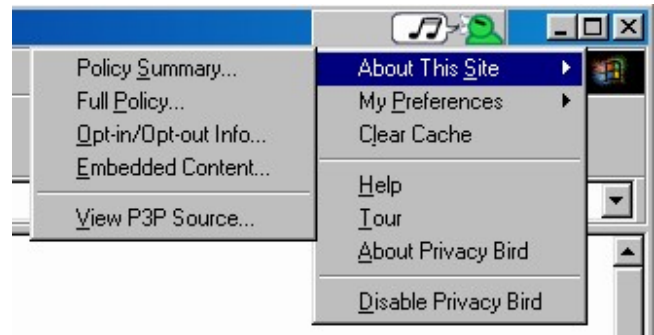 Policy Summary...
Full Policy...
Opt-in/Opt-out Info...
Embedded Content...
View P3P Source...
About This Site
My Preferences
Clear Cache
Help
Tour
About Privacy Bird
Disable Privacy Bird